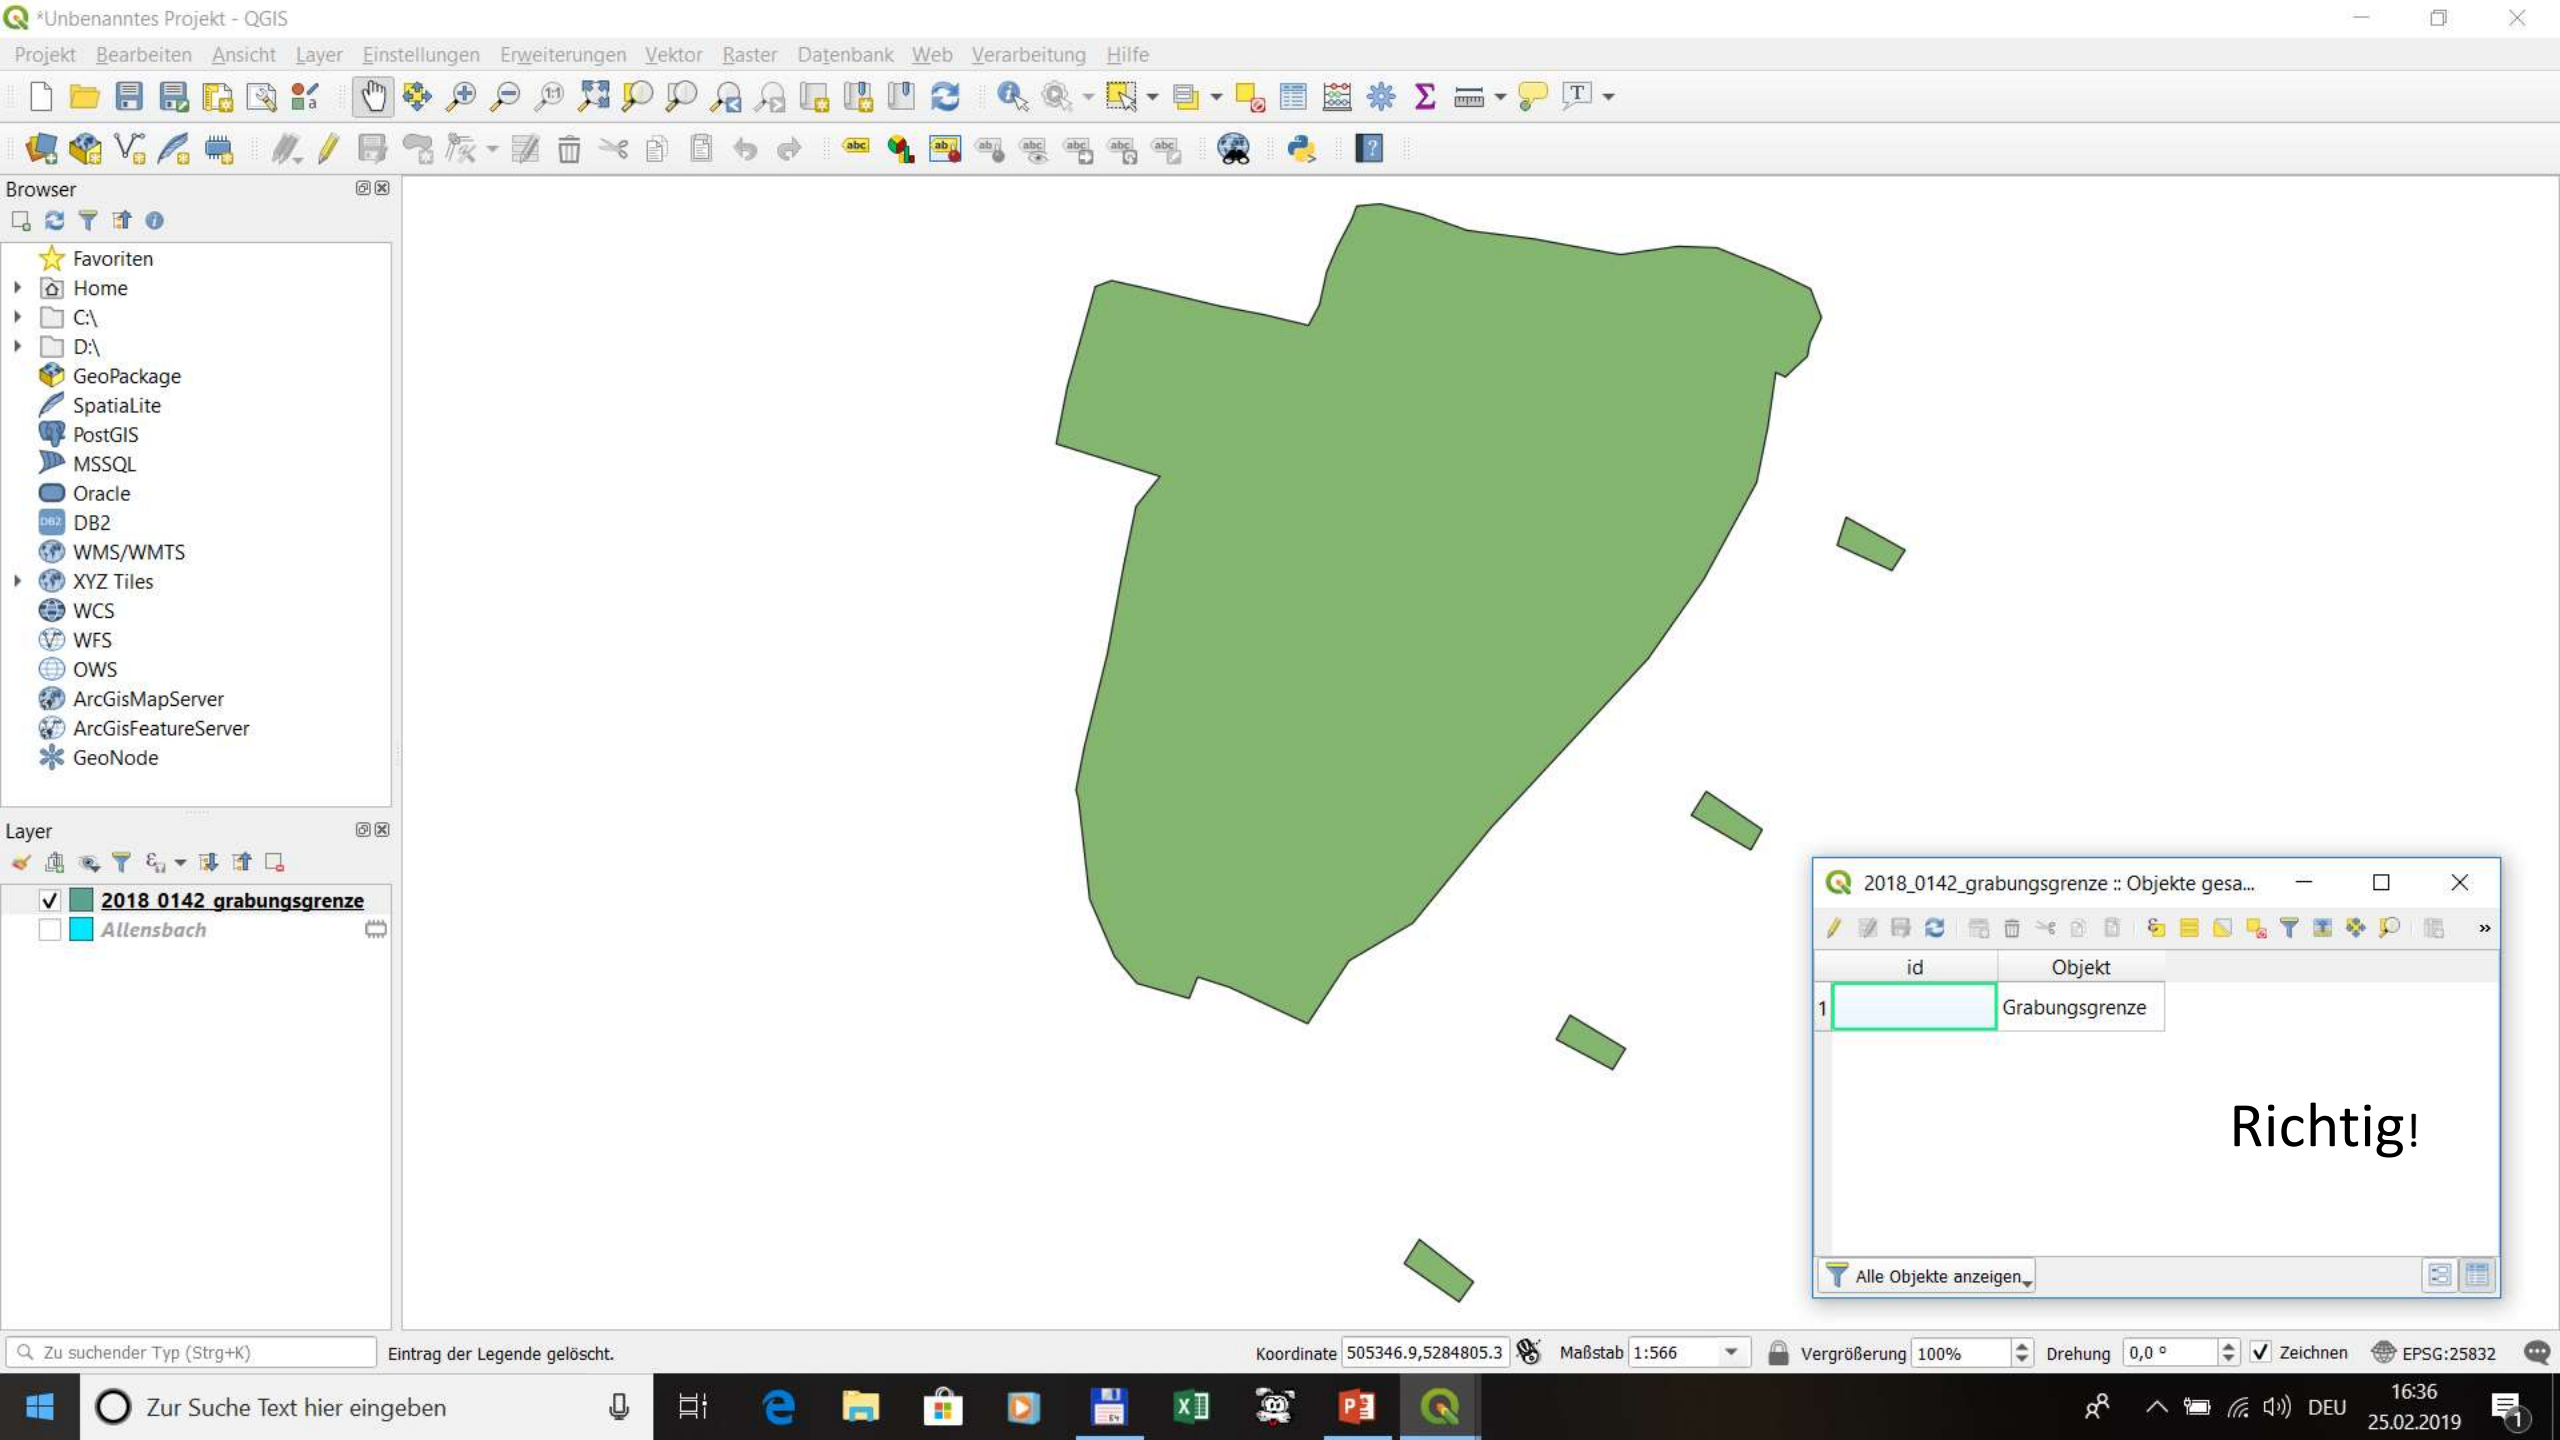 *Unbenanntes Projekt - QGIS
Projekt Bearbeiten Ansicht Layer Einstellungen Erweiterungen Vektor Raster Datenbank Web Verarbeitung Hilfe
Browser
Favoriten
Home
C:\
D:\
GeoPackage
SpatiaLite
PostGIS
MSSQL
Oracle
DB2
WMS/WMTS
XYZ Tiles
WCS
WFS
OWS
ArcGisMapServer
ArcGisFeatureServer
GeoNode
Layer
2018_0142_grabungsgrenze
Allensbach
2018_0142_grabungsgrenze :: Objekte gesa...
id Objekt
1 Grabungsgrenze
Richtig!
Alle Objekte anzeigen
Zu suchender Typ (Strg+K) Eintrag der Legende gelöscht. Koordinate 505346.9,5284805.3 Maßstab 1:566 Vergrößerung 100% Drehung 0,0 ° Zeichnen EPSG:25832
Zur Suche Text hier eingeben
DEU
16:36
25.02.2019